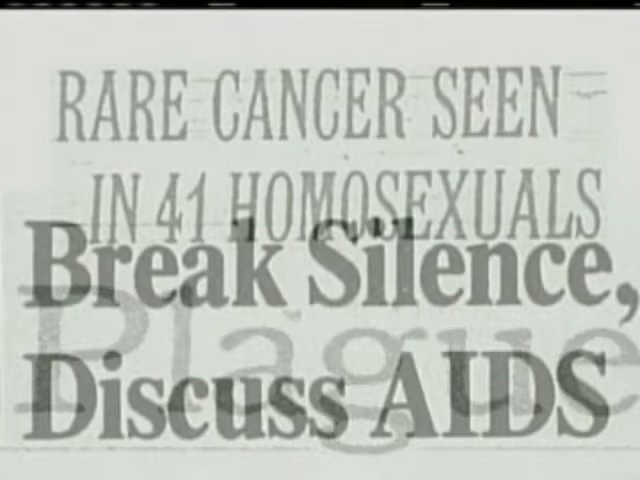 RARE CANCER SEEN
IN 41 HOMOSEXUALS
Break Silence,
Plague
Discuss AIDS